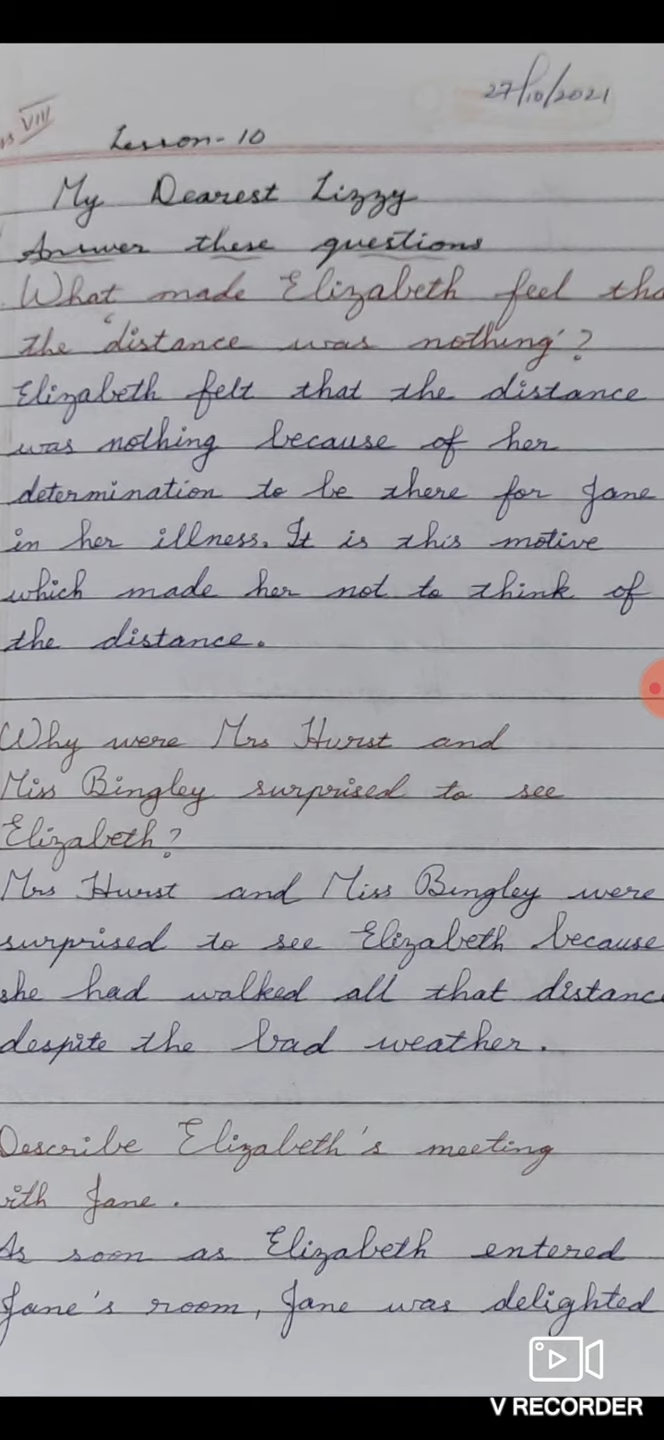 27/10/2021
VIII
Lesson-10
My Dearest Lizzy
Answer these questions
What made Elizabeth feel tha
the 'distance was nothing'?
Elizabeth felt that the distance
was nothing because of her
determination to be there for Jane
in her illness. It is this motive
which made her not to think of
the distance.
Why were Mrs Hurst and
Miss Bingley surprised to see
Elizabeth?
Mrs Hurst and Miss Bingley were
surprised to see Elizabeth because
she had walked all that distanc
despite the bad weather.
Describe Elizabeth's meeting
ith Jane.
As soon as Elizabeth entered
Jane's room, Jane was delighted
V RECORDER